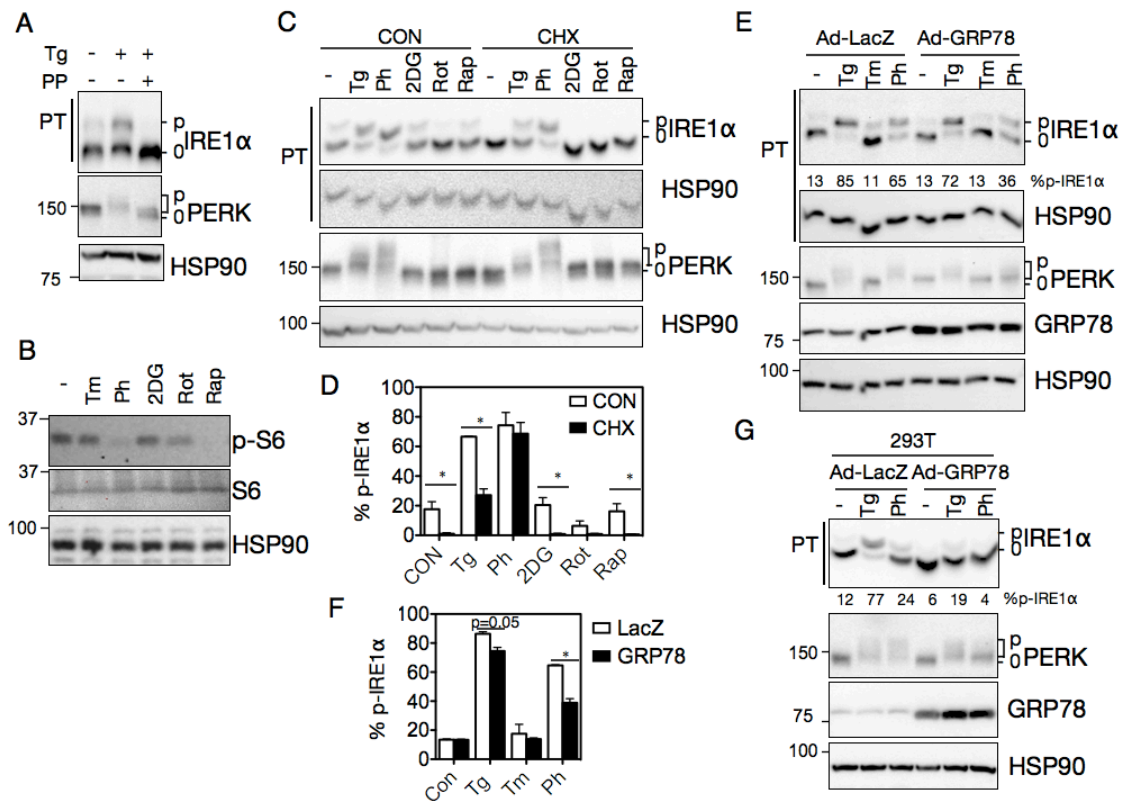 A
Tg - + +
PP - - +
PT
p
0
IRE1α
150
p
0
PERK
HSP90
75
B
- Tm Ph 2DG Rot Rap
37
p-S6
37
S6
100
HSP90
C
CON CHX
- Tg Ph 2DG Rot Rap - Tg Ph 2DG Rot Rap
PT
p
0
IRE1α
HSP90
150
p
0
PERK
100
HSP90
D
% p-IRE1α
100
80
60
40
20
0
CON
CHX
* * * *
CON Tg Ph 2DG Rot Rap
E
Ad-LacZ Ad-GRP78
- Tg Tm Ph - Tg Tm Ph
PT
p
0
IRE1α
13 85 11 65 13 72 13 36 %p-IRE1α
HSP90
150
p
0
PERK
GRP78
75
100
HSP90
F
% p-IRE1α
100
80
60
40
20
0
p=0.05
*
LacZ
GRP78
Con Tg Tm Ph
G
293T
Ad-LacZ Ad-GRP78
- Tg Ph - Tg Ph
PT
p
0
IRE1α
12 77 24 6 19 4 %p-IRE1α
150
p
0
PERK
GRP78
75
100
HSP90